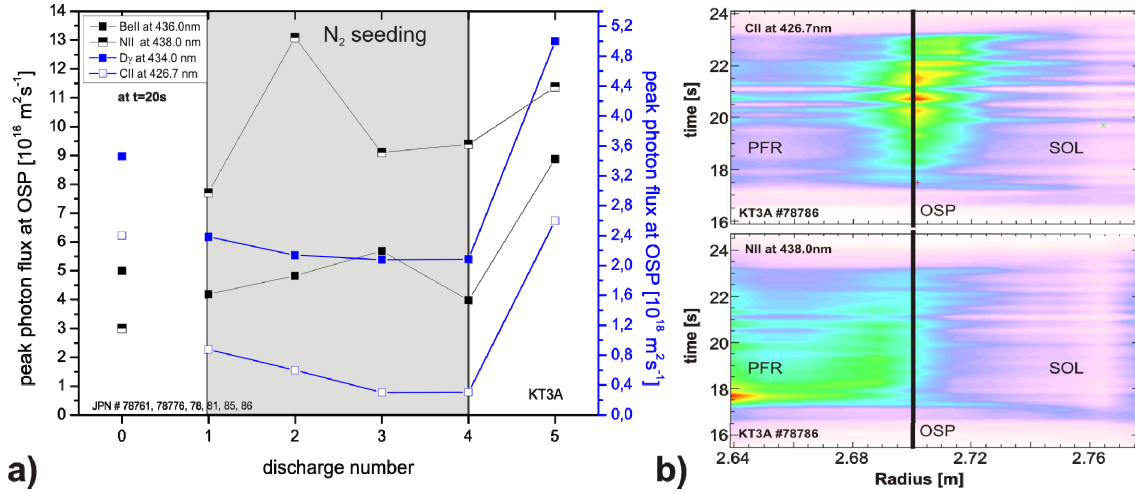 14
13
12
11
10
9
8
7
6
5
4
3
2
1
0
peak photon flux at OSP [10¹⁶ m²s⁻¹]
BeII at 436.0nm
NII at 438.0 nm
Dγ at 434.0 nm
CII at 426.7 nm
at t=20s
N₂ seeding
KT3A
JPN # 78761, 78776, 78, 81, 85, 86
0 1 2 3 4 5
discharge number
5,2
4,8
4,4
4,0
3,6
3,2
2,8
2,4
2,0
1,6
1,2
0,8
0,4
0,0
peak photon flux at OSP [10¹⁸ m²s⁻¹]
a)
24
22
20
18
16
time [s]
CII at 426.7nm
PFR
SOL
OSP
KT3A #78786
24
22
20
18
16
time [s]
NII at 438.0nm
PFR
SOL
OSP
KT3A #78786
2.64 2.68 2.72 2.76
Radius [m]
b)